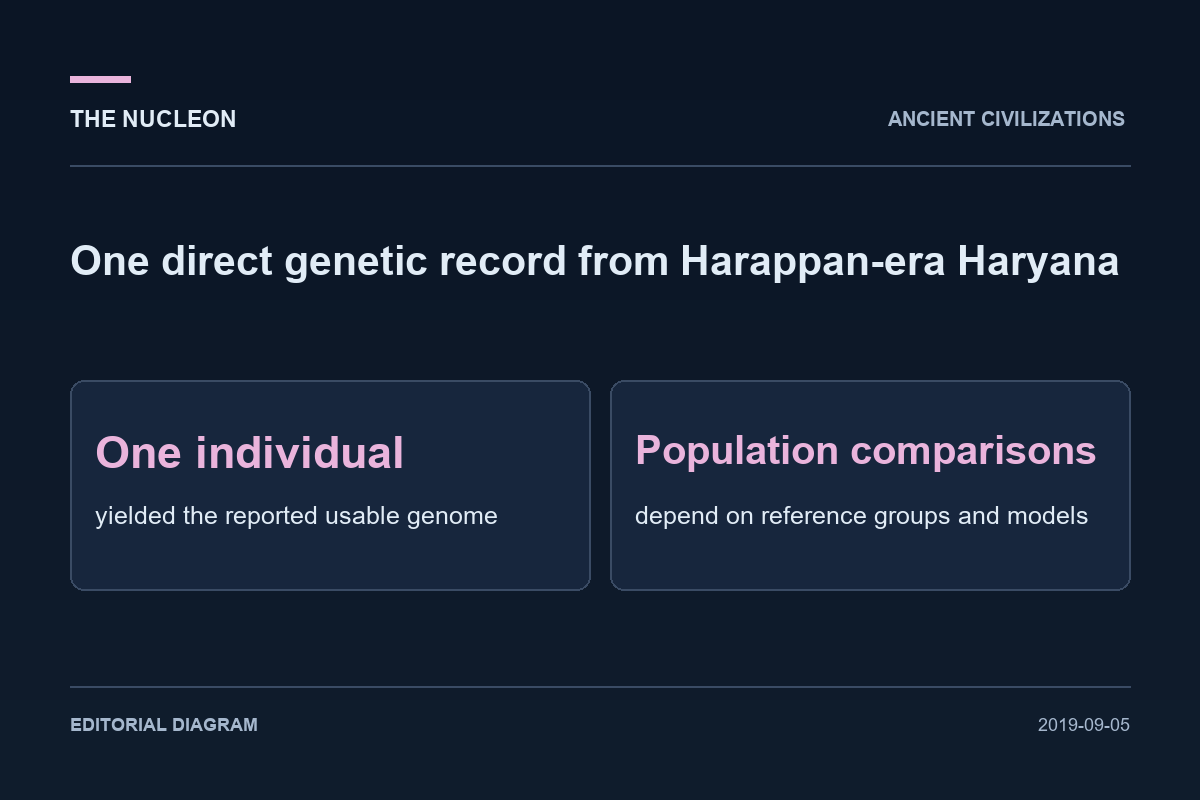 THE NUCLEON
ANCIENT CIVILIZATIONS
One direct genetic record from Harappan-era Haryana
One individual
yielded the reported usable genome
Population comparisons
depend on reference groups and models
EDITORIAL DIAGRAM
2019-09-05